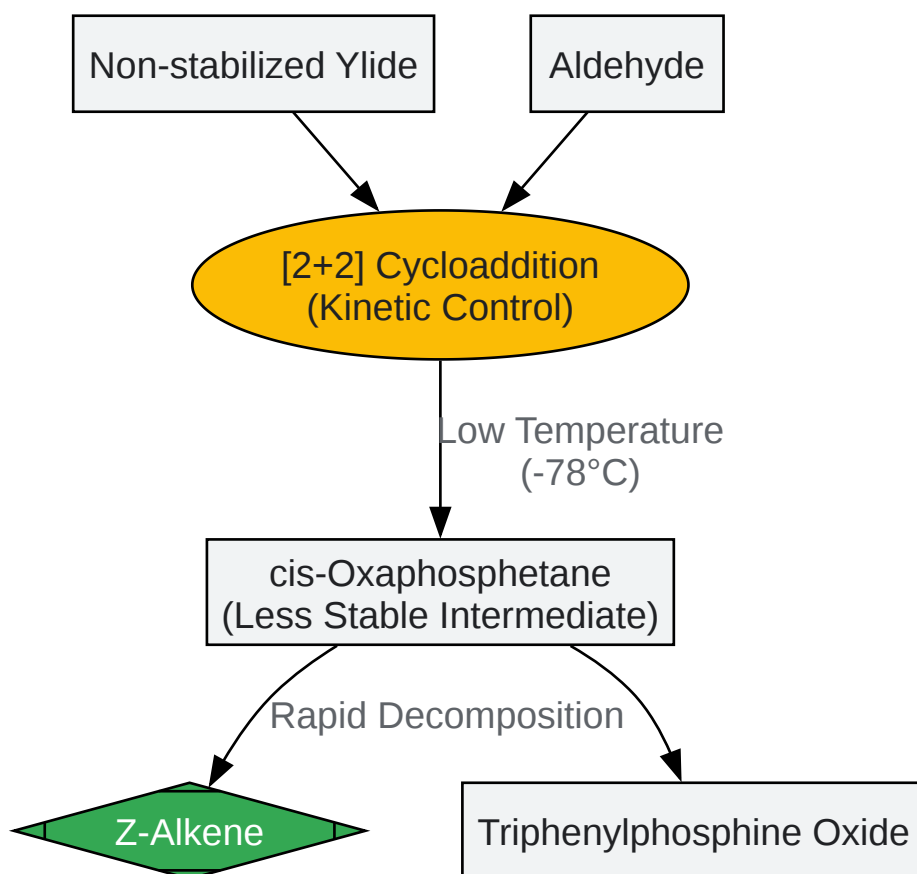 Non-stabilized Ylide
Aldehyde
[2+2] Cycloaddition
(Kinetic Control)
Low Temperature
(-78°C)
cis-Oxaphosphetane
(Less Stable Intermediate)
Rapid Decomposition
Z-Alkene
Triphenylphosphine Oxide